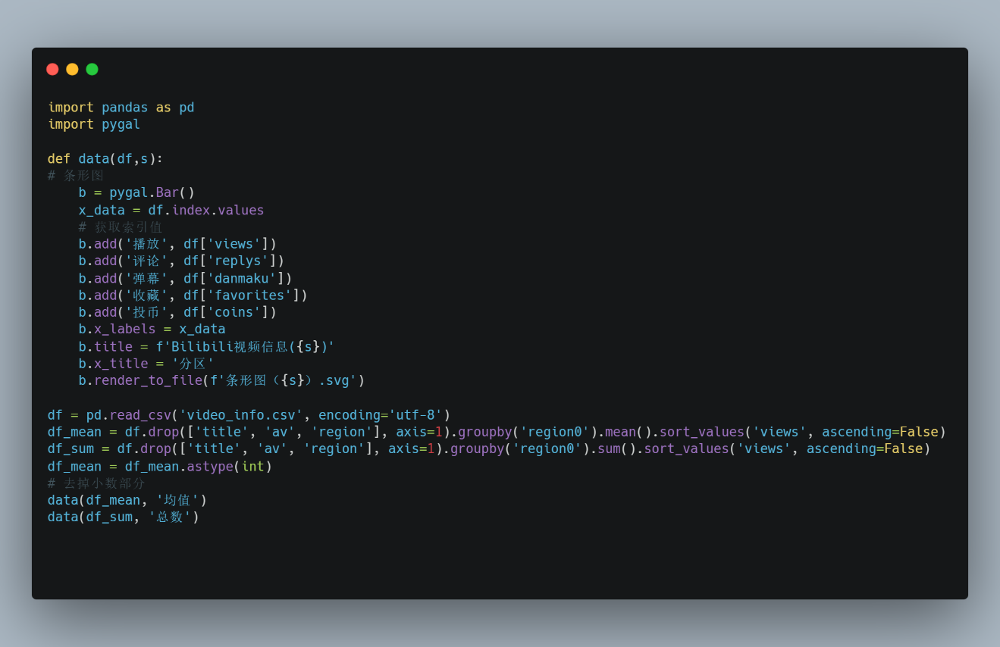 import pandas as pd
import pygal

def data(df,s):
# 条形图
    b = pygal.Bar()
    x_data = df.index.values
    # 获取索引值
    b.add('播放', df['views'])
    b.add('评论', df['replys'])
    b.add('弹幕', df['danmaku'])
    b.add('收藏', df['favorites'])
    b.add('投币', df['coins'])
    b.x_labels = x_data
    b.title = f'Bilibili视频信息({s})'
    b.x_title = '分区'
    b.render_to_file(f'条形图（{s}）.svg')

df = pd.read_csv('video_info.csv', encoding='utf-8')
df_mean = df.drop(['title', 'av', 'region'], axis=1).groupby('region0').mean().sort_values('views', ascending=False)
df_sum = df.drop(['title', 'av', 'region'], axis=1).groupby('region0').sum().sort_values('views', ascending=False)
df_mean = df_mean.astype(int)
# 去掉小数部分
data(df_mean, '均值')
data(df_sum, '总数')